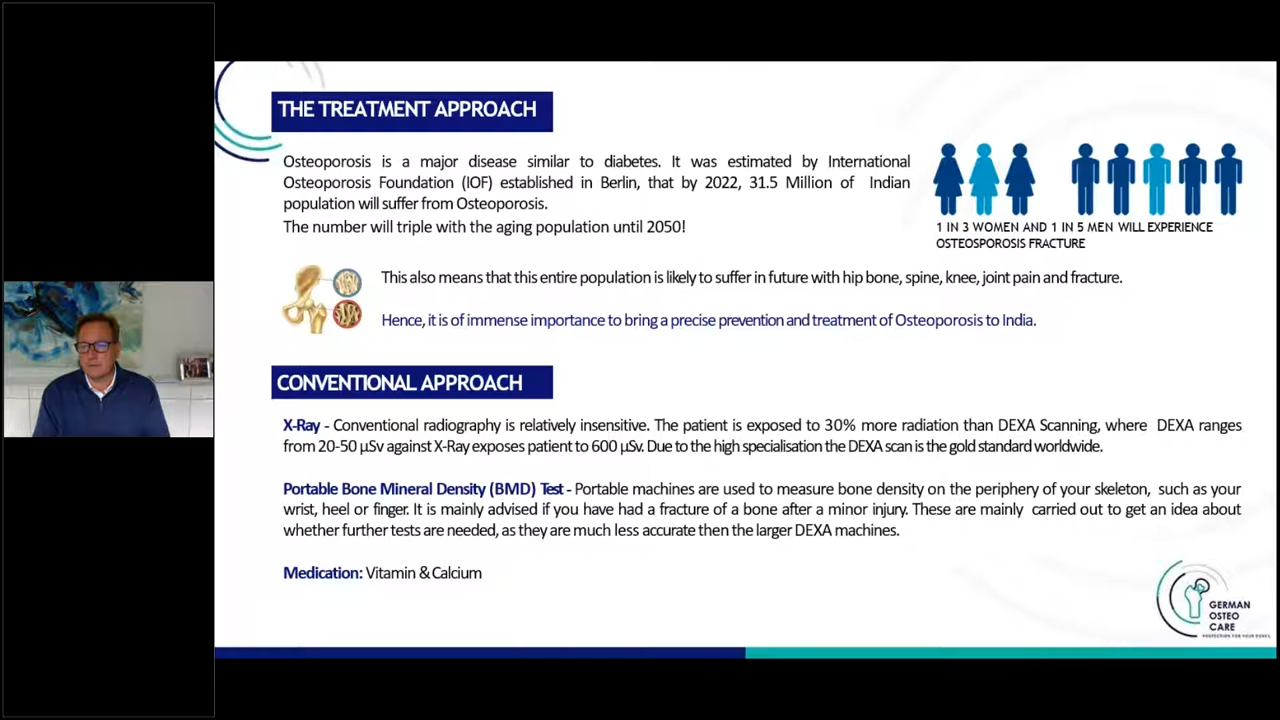 THE TREATMENT APPROACH
Osteoporosis is a major disease similar to diabetes. It was estimated by International
Osteoporosis Foundation (IOF) established in Berlin, that by 2022, 31.5 Million of Indian
population will suffer from Osteoporosis.
The number will triple with the aging population until 2050!
1 IN 3 WOMEN AND 1 IN 5 MEN WILL EXPERIENCE
OSTEOSPOROSIS FRACTURE
This also means that this entire population is likely to suffer in future with hip bone, spine, knee, joint pain and fracture.
Hence, it is of immense importance to bring a precise prevention and treatment of Osteoporosis to India.
CONVENTIONAL APPROACH
X-Ray - Conventional radiography is relatively insensitive. The patient is exposed to 30% more radiation than DEXA Scanning, where DEXA ranges
from 20-50 µSv against X-Ray exposes patient to 600 µSv. Due to the high specialisation the DEXA scan is the gold standard worldwide.
Portable Bone Mineral Density (BMD) Test - Portable machines are used to measure bone density on the periphery of your skeleton, such as your
wrist, heel or finger. It is mainly advised if you have had a fracture of a bone after a minor injury. These are mainly carried out to get an idea about
whether further tests are needed, as they are much less accurate then the larger DEXA machines.
Medication: Vitamin & Calcium
GERMAN
OSTEO
CARE
PROTECTION FOR YOUR BONES